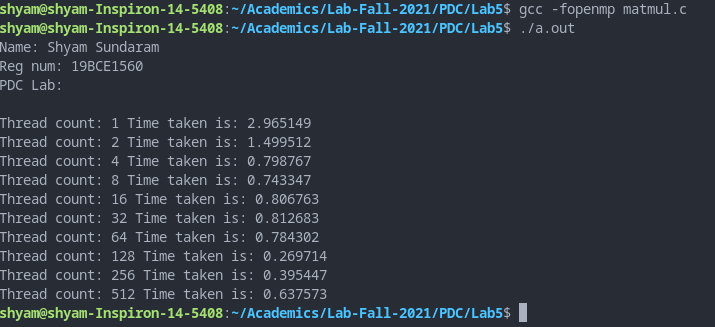 shyam@shyam-Inspiron-14-5408:~/Academics/Lab-Fall-2021/PDC/Lab5$ gcc -fopenmp matmul.c
shyam@shyam-Inspiron-14-5408:~/Academics/Lab-Fall-2021/PDC/Lab5$ ./a.out
Name: Shyam Sundaram
Reg num: 19BCE1560
PDC Lab:

Thread count: 1 Time taken is: 2.965149
Thread count: 2 Time taken is: 1.499512
Thread count: 4 Time taken is: 0.798767
Thread count: 8 Time taken is: 0.743347
Thread count: 16 Time taken is: 0.806763
Thread count: 32 Time taken is: 0.812683
Thread count: 64 Time taken is: 0.784302
Thread count: 128 Time taken is: 0.269714
Thread count: 256 Time taken is: 0.395447
Thread count: 512 Time taken is: 0.637573
shyam@shyam-Inspiron-14-5408:~/Academics/Lab-Fall-2021/PDC/Lab5$